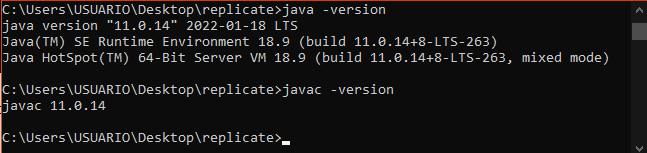 C:\Users\USUARIO\Desktop\replicate>java -version
java version "11.0.14" 2022-01-18 LTS
Java(TM) SE Runtime Environment 18.9 (build 11.0.14+8-LTS-263)
Java HotSpot(TM) 64-Bit Server VM 18.9 (build 11.0.14+8-LTS-263, mixed mode)
C:\Users\USUARIO\Desktop\replicate>javac -version
javac 11.0.14
C:\Users\USUARIO\Desktop\replicate>